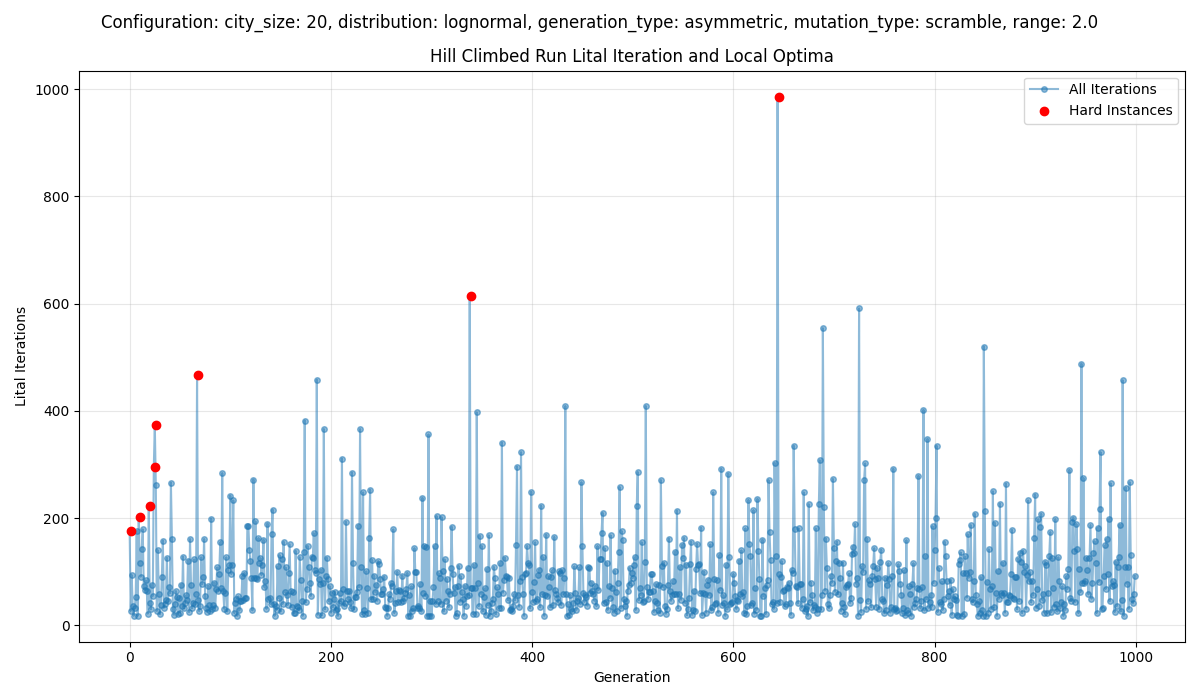 Configuration: city_size: 20, distribution: lognormal, generation_type: asymmetric, mutation_type: scramble, range: 2.0
Hill Climbed Run Lital Iteration and Local Optima
All Iterations
Hard Instances
Lital Iterations
1000
800
600
400
200
0
0 200 400 600 800 1000
Generation